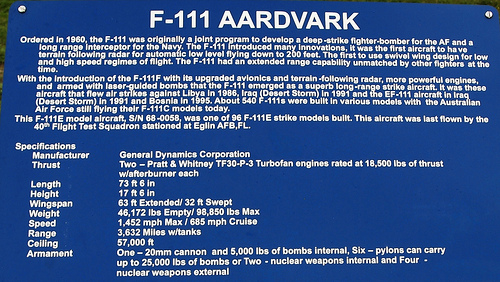 F-111 AARDVARK
Ordered in 1960, the F-111 was originally a joint program to develop a deep-strike fighter-bomber for the AF and a
long range interceptor for the Navy. The F-111 introduced many innovations. It was the first aircraft to have
terrain following radar for automatic low level flying down to 200 feet. The first to use swivel wing design for low
and high speed regimes of flight. The F-111 had an extended range capability unmatched by other fighters at the
time.
With the introduction of the F-111F with its upgraded avionics and terrain-following radar, more powerful engines,
and armed with laser-guided bombs that the F-111 emerged as a superb long-range strike aircraft. It was these
aircraft that flew air strikes against Libya in 1986, Iraq (Desert Storm) in 1991 and the EF-111 aircraft in Iraq
(Desert Storm) in 1991 and Bosnia in 1995. About 540 F-111s were built in various models with the Australian
Air Force still flying their F-111C models today.
This F-111E model aircraft, S/N 68-0058, was one of 96 F-111E strike models built. This aircraft was last flown by the
40th Flight Test Squadron stationed at Eglin AFB,FL.
Specifications
Manufacturer General Dynamics Corporation
Thrust Two – Pratt & Whitney TF30-P-3 Turbofan engines rated at 18,500 lbs of thrust
w/afterburner each
Length 73 ft 6 in
Height 17 ft 6 in
Wingspan 63 ft Extended/ 32 ft Swept
Weight 46,172 lbs Empty/ 98,850 lbs Max
Speed 1,452 mph Max / 685 mph Cruise
Range 3,632 Miles w/tanks
Ceiling 57,000 ft
Armament One – 20mm cannon and 5,000 lbs of bombs internal, Six – pylons can carry
up to 25,000 lbs of bombs or Two - nuclear weapons internal and Four -
nuclear weapons external